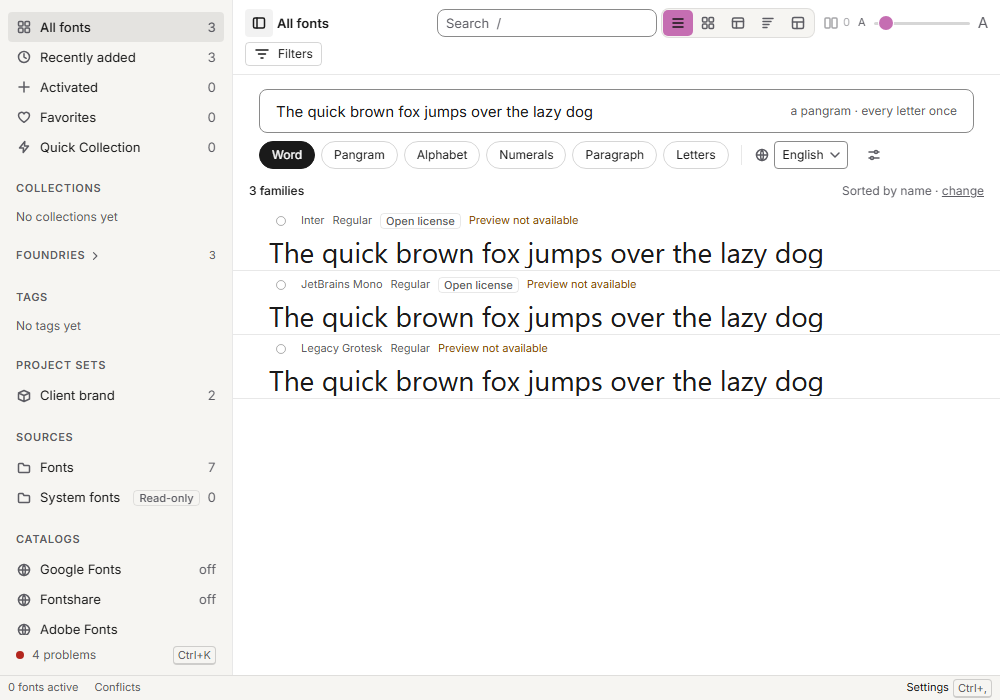 All fonts 3
Recently added 3
Activated 0
Favorites 0
Quick Collection 0
COLLECTIONS
No collections yet
FOUNDRIES 3
TAGS
No tags yet
PROJECT SETS
Client brand 2
SOURCES
Fonts 7
System fonts Read-only 0
CATALOGS
Google Fonts off
Fontshare off
Adobe Fonts
4 problems Ctrl+K
All fonts Search / 0 A A
Filters
The quick brown fox jumps over the lazy dog a pangram · every letter once
Word Pangram Alphabet Numerals Paragraph Letters English
3 families Sorted by name · change
Inter Regular Open license Preview not available
The quick brown fox jumps over the lazy dog
JetBrains Mono Regular Open license Preview not available
The quick brown fox jumps over the lazy dog
Legacy Grotesk Regular Preview not available
The quick brown fox jumps over the lazy dog
0 fonts active Conflicts Settings Ctrl+,